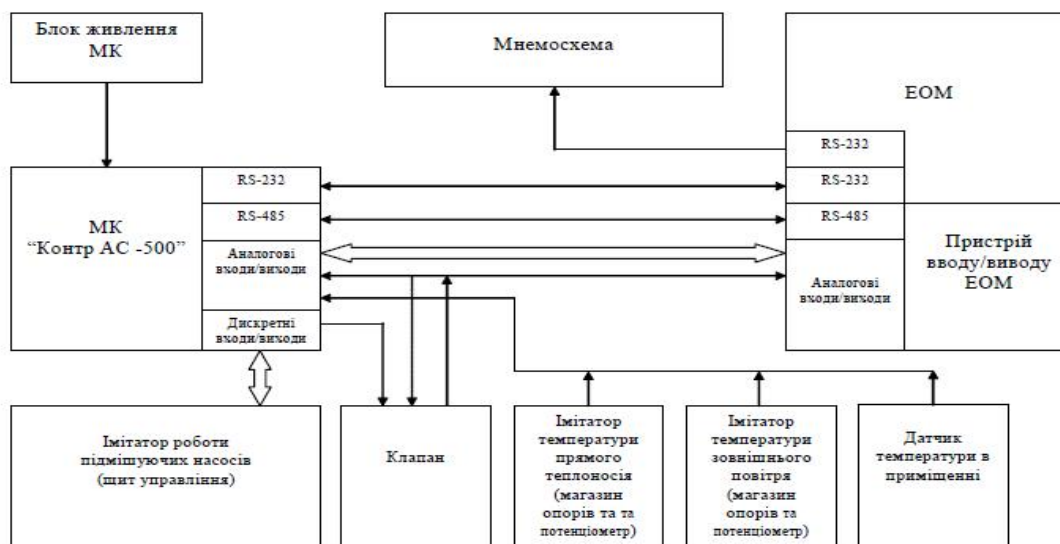 Блок живлення
МК
Мнемосхема
ЕОМ
RS-232
RS-232
RS-485
Аналогові
входи/виходи
Пристрій
вводу/виводу
ЕОМ
МК
“Контр АС -500”
RS-232
RS-485
Аналогові
входи/виходи
Дискретні
входи/виходи
Імітатор роботи
підмішуючих насосів
(щит управління)
Клапан
Імітатор
температури
прямого
теплоносія
(магазин
опорів та та
потенціометр)
Імітатор
температури
зовнішнього
повітря
(магазин
опорів та
потенціометр)
Датчик
температури в
приміщенні